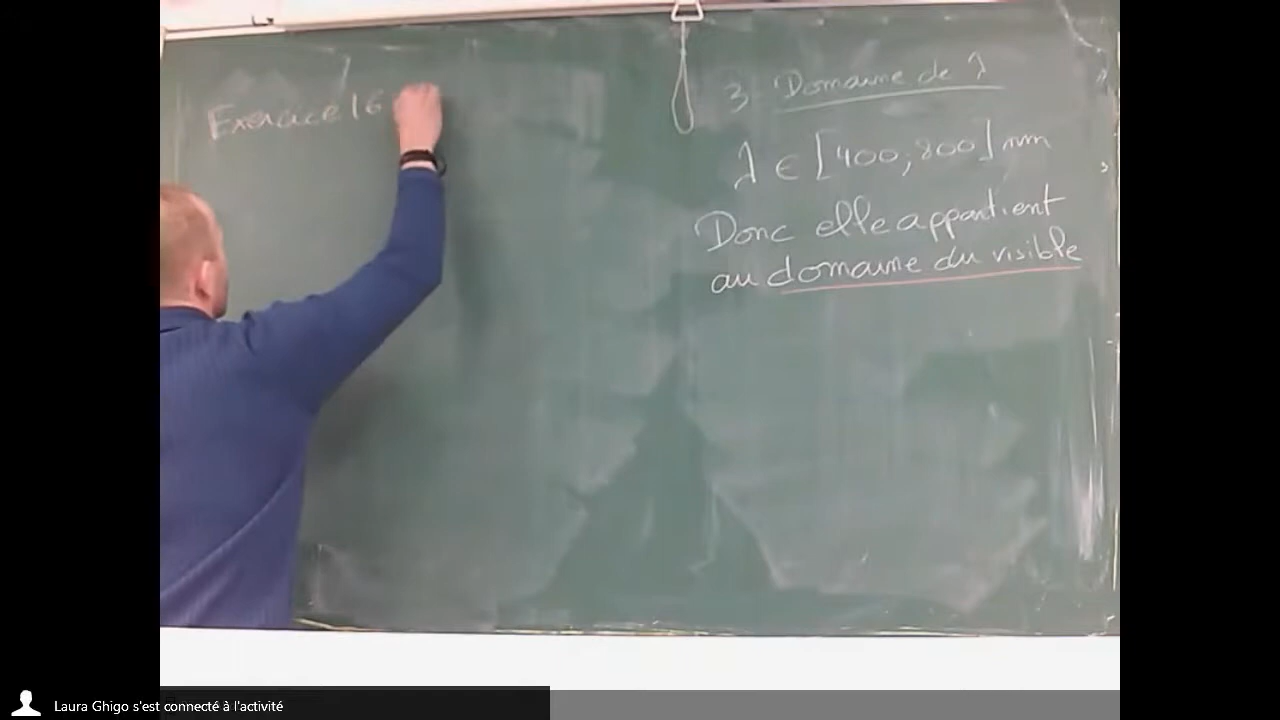 Exercice 16
3 Domaine de λ
λ ∈ [400, 800] nm
Donc elle appartient
au domaine du visible
Laura Ghigo s'est connecté à l'activité